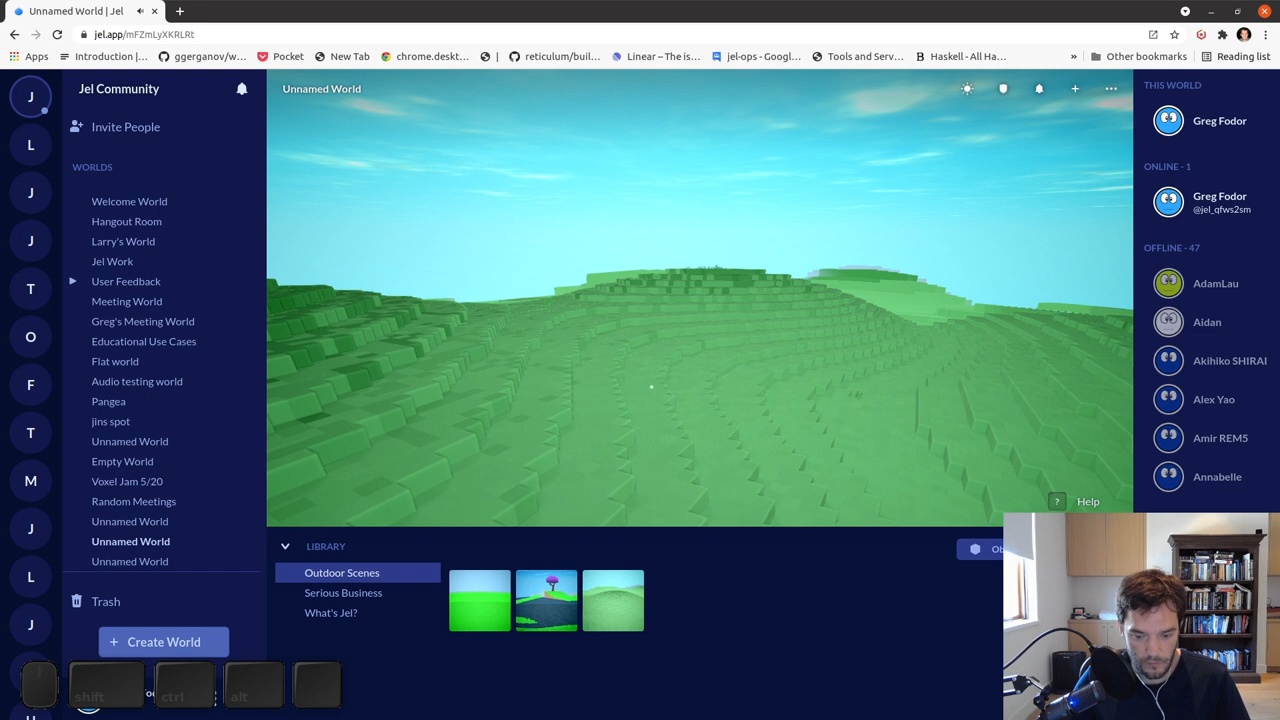 Unnamed World | Jel
jel.app/mFZmLyXKRLRt
Apps
Introduction |…
ggerganov/w…
Pocket
New Tab
chrome.deskt…
|
reticulum/buil…
Linear – The is…
jel-ops - Googl…
Tools and Serv…
Haskell - All Ha…
»
Other bookmarks
Reading list
J
L
J
J
T
O
F
T
M
J
L
J
Jel Community
Invite People
WORLDS
Welcome World
Hangout Room
Larry's World
Jel Work
User Feedback
Meeting World
Greg's Meeting World
Educational Use Cases
Flat world
Audio testing world
Pangea
jins spot
Unnamed World
Empty World
Voxel Jam 5/20
Random Meetings
Unnamed World
Unnamed World
Unnamed World
Trash
+ Create World
shift
ctrl
alt
Unnamed World
? Help
LIBRARY
Outdoor Scenes
Serious Business
What's Jel?
THIS WORLD
Greg Fodor
ONLINE - 1
Greg Fodor
@jel_qfws2sm
OFFLINE - 47
AdamLau
Aidan
Akihiko SHIRAI
Alex Yao
Amir REM5
Annabelle